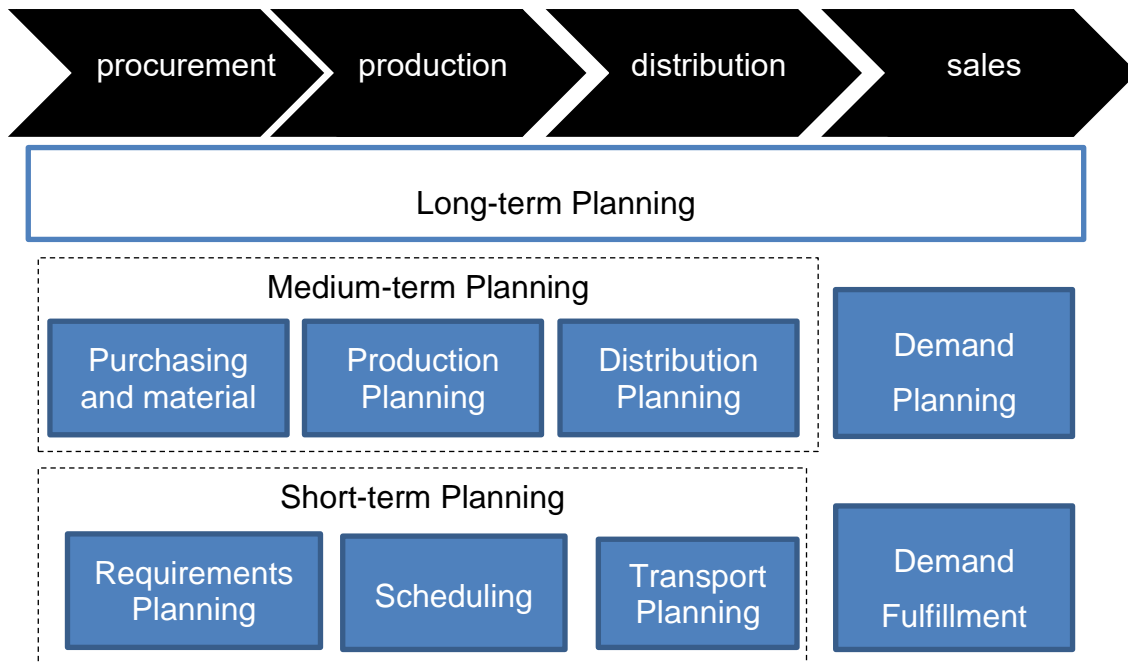 procurement
production
distribution
sales
Long-term Planning
Medium-term Planning
Purchasing
and material
Production
Planning
Distribution
Planning
Demand
Planning
Short-term Planning
Requirements
Planning
Scheduling
Transport
Planning
Demand
Fulfillment